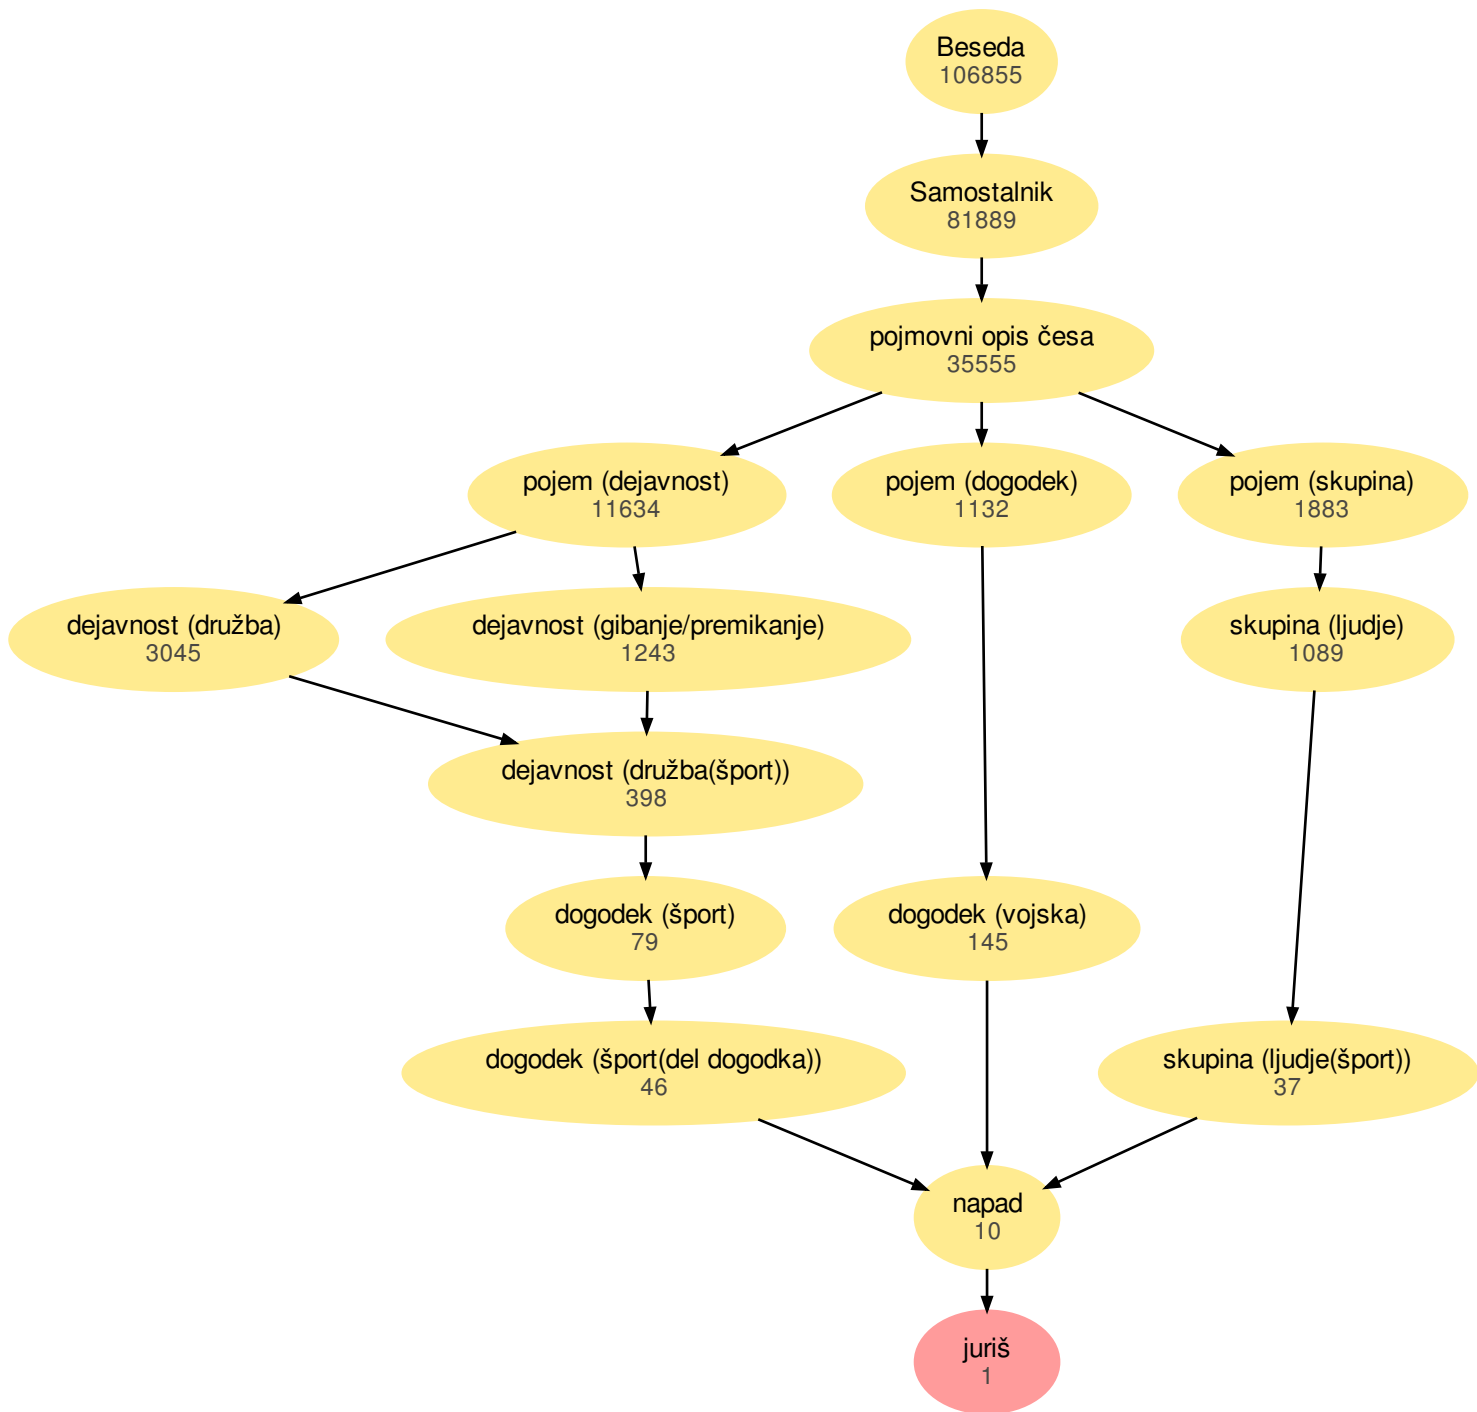 Beseda
106855
Samostalnik
81889
pojmovni opis česa
35555
pojem (dejavnost)
11634
pojem (dogodek)
1132
pojem (skupina)
1883
dejavnost (družba)
3045
dejavnost (gibanje/premikanje)
1243
skupina (ljudje)
1089
dejavnost (družba(šport))
398
dogodek (šport)
79
dogodek (vojska)
145
dogodek (šport(del dogodka))
46
skupina (ljudje(šport))
37
napad
10
juriš
1